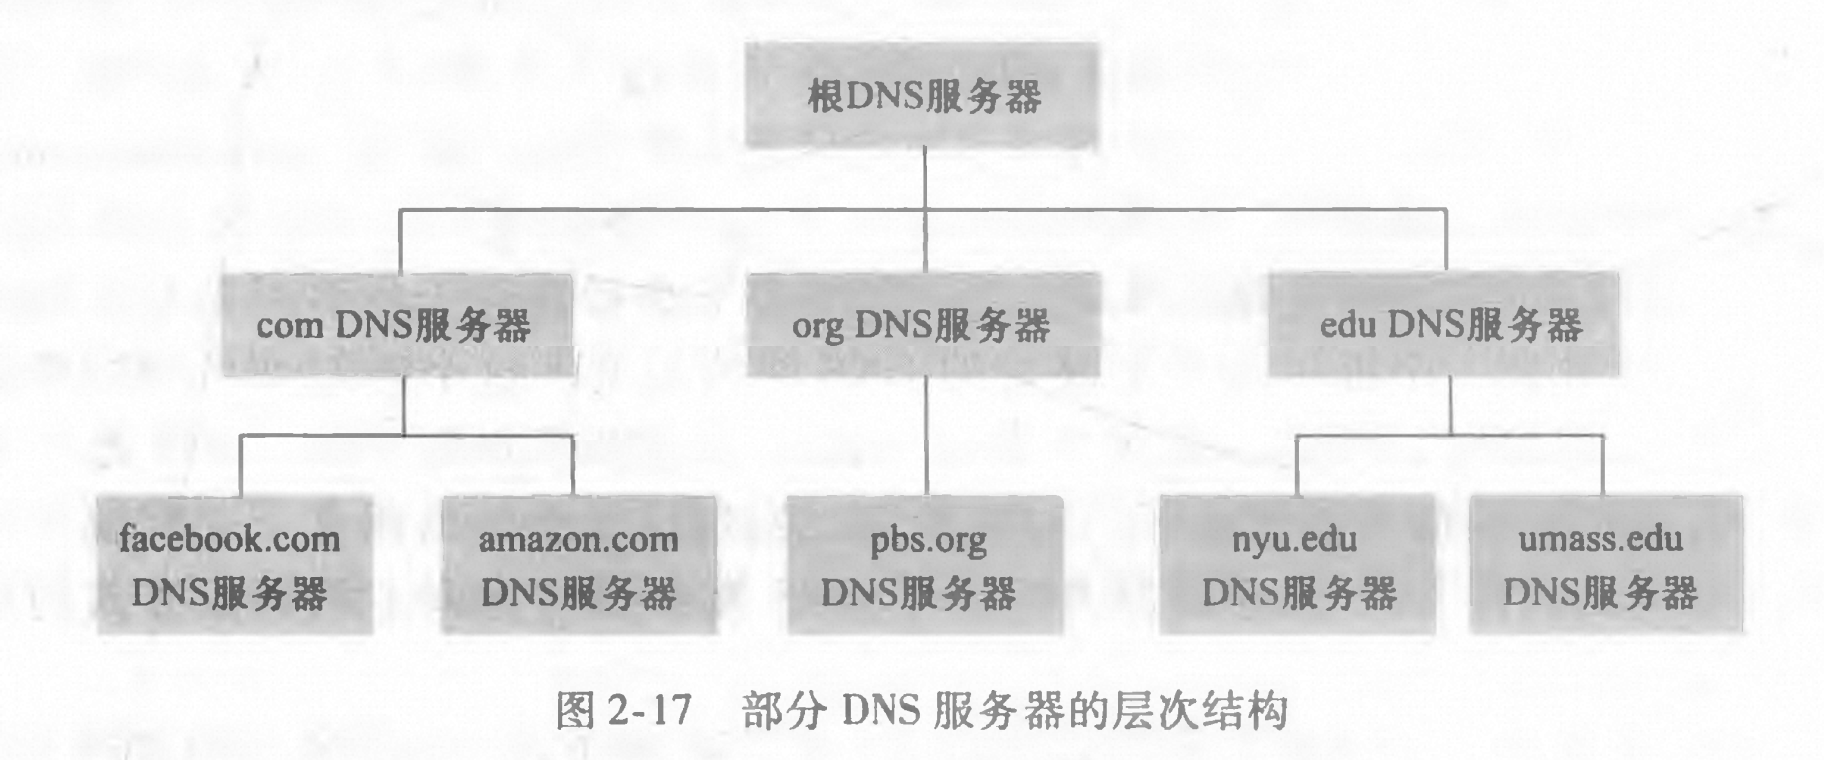 根DNS服务器
com DNS服务器
org DNS服务器
edu DNS服务器
facebook.com
DNS服务器
amazon.com
DNS服务器
pbs.org
DNS服务器
nyu.edu
DNS服务器
umass.edu
DNS服务器
图 2-17 部分 DNS 服务器的层次结构